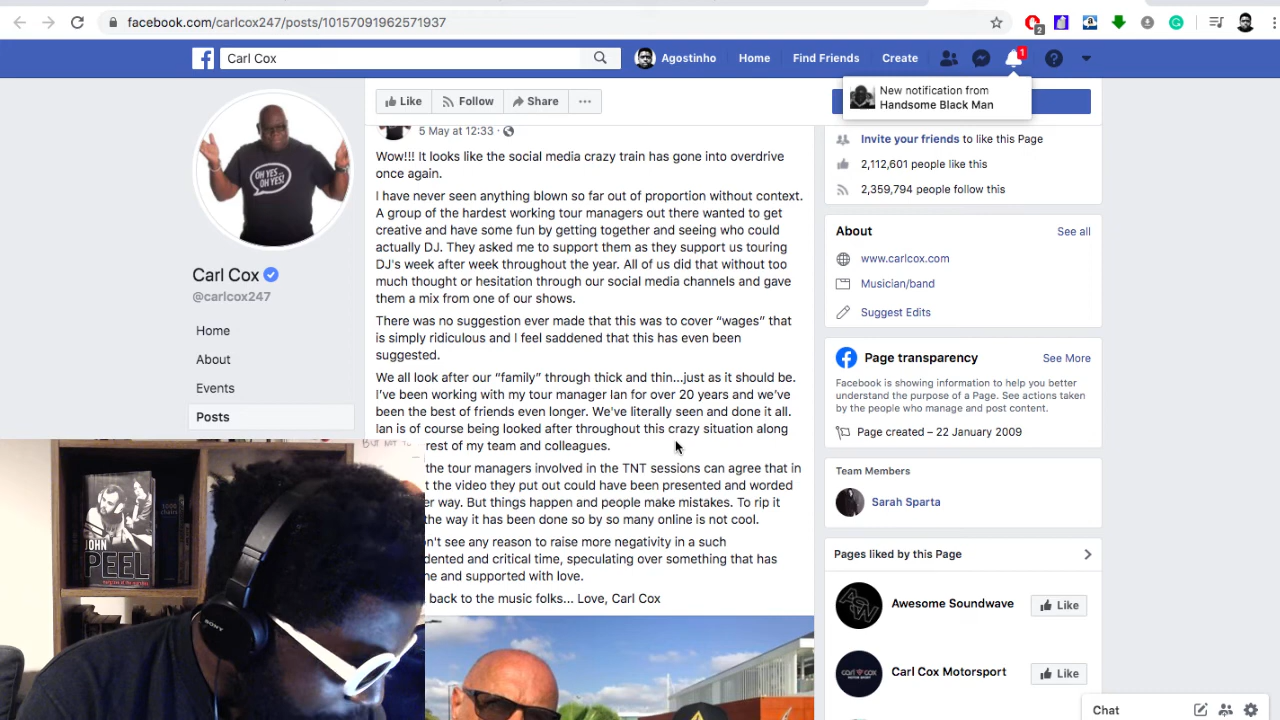 facebook.com/carlcox247/posts/10157091962571937
2
Carl Cox
Agostinho
Home
Find Friends
Create
1
New notification from
Handsome Black Man
Like
Follow
Share
5 May at 12:33
Wow!!! It looks like the social media crazy train has gone into overdrive
once again.
I have never seen anything blown so far out of proportion without context.
A group of the hardest working tour managers out there wanted to get
creative and have some fun by getting together and seeing who could
actually DJ. They asked me to support them as they support us touring
DJ's week after week throughout the year. All of us did that without too
much thought or hesitation through our social media channels and gave
them a mix from one of our shows.
There was no suggestion ever made that this was to cover “wages” that
is simply ridiculous and I feel saddened that this has even been
suggested.
We all look after our “family” through thick and thin...just as it should be.
I've been working with my tour manager Ian for over 20 years and we've
been the best of friends even longer. We've literally seen and done it all.
Ian is of course being looked after throughout this crazy situation along
rest of my team and colleagues.
the tour managers involved in the TNT sessions can agree that in
t the video they put out could have been presented and worded
er way. But things happen and people make mistakes. To rip it
the way it has been done so by so many online is not cool.
on't see any reason to raise more negativity in a such
dented and critical time, speculating over something that has
ne and supported with love.
back to the music folks... Love, Carl Cox
OH YES
OH YES!
Carl Cox
@carlcox247
Home
About
Events
Posts
JOHN
PEEL
SONY
Invite your friends to like this Page
2,112,601 people like this
2,359,794 people follow this
About
See all
www.carlcox.com
Musician/band
Suggest Edits
Page transparency
See More
Facebook is showing information to help you better
understand the purpose of a Page. See actions taken
by the people who manage and post content.
Page created – 22 January 2009
Team Members
Sarah Sparta
Pages liked by this Page
Awesome Soundwave
Like
Carl Cox Motorsport
Like
Chat